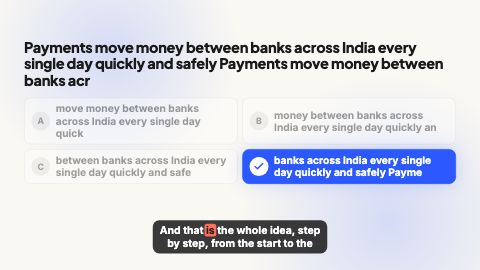 Payments move money between banks across India every
single day quickly and safely Payments move money between
banks acr
A
move money between banks
across India every single day
quick
B
money between banks across
India every single day quickly an
C
between banks across India every
single day quickly and safe
banks across India every single
day quickly and safely Payme
And that is the whole idea, step
by step, from the start to the